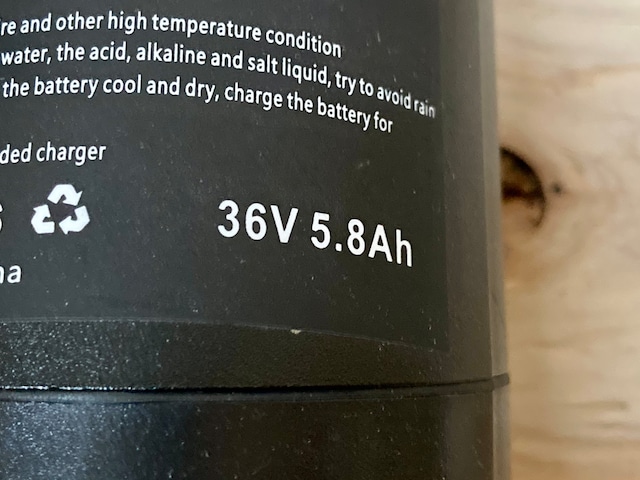 re and other high temperature condition
water, the acid, alkaline and salt liquid, try to avoid rain
the battery cool and dry, charge the battery for
ded charger
36V 5.8Ah
na